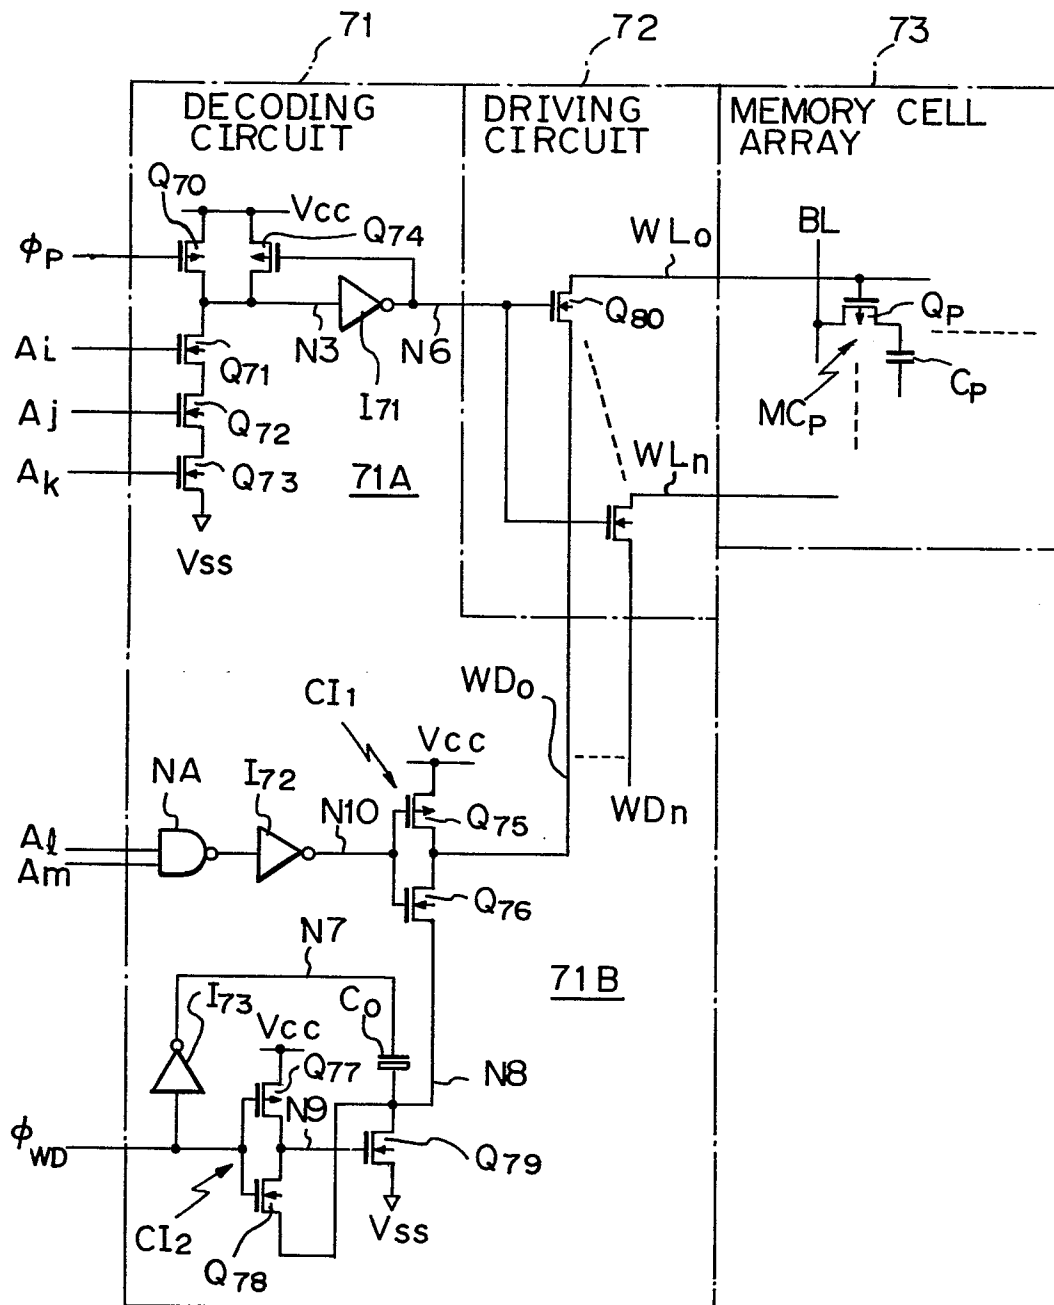 71
72
73
DECODING
CIRCUIT
DRIVING
CIRCUIT
MEMORY CELL
ARRAY
Q70
Vcc
Q74
WL0
BL
φP
Q80
QP
N3
N6
Ai
Q71
I71
CP
Aj
Q72
MCP
Ak
Q73
71A
WLn
Vss
WD0
CI1
Vcc
NA
I72
N10
Q75
WDn
Al
Am
Q76
N7
71B
I73
C0
Vcc
Q77
N8
N9
φWD
Q79
CI2
Vss
Q78